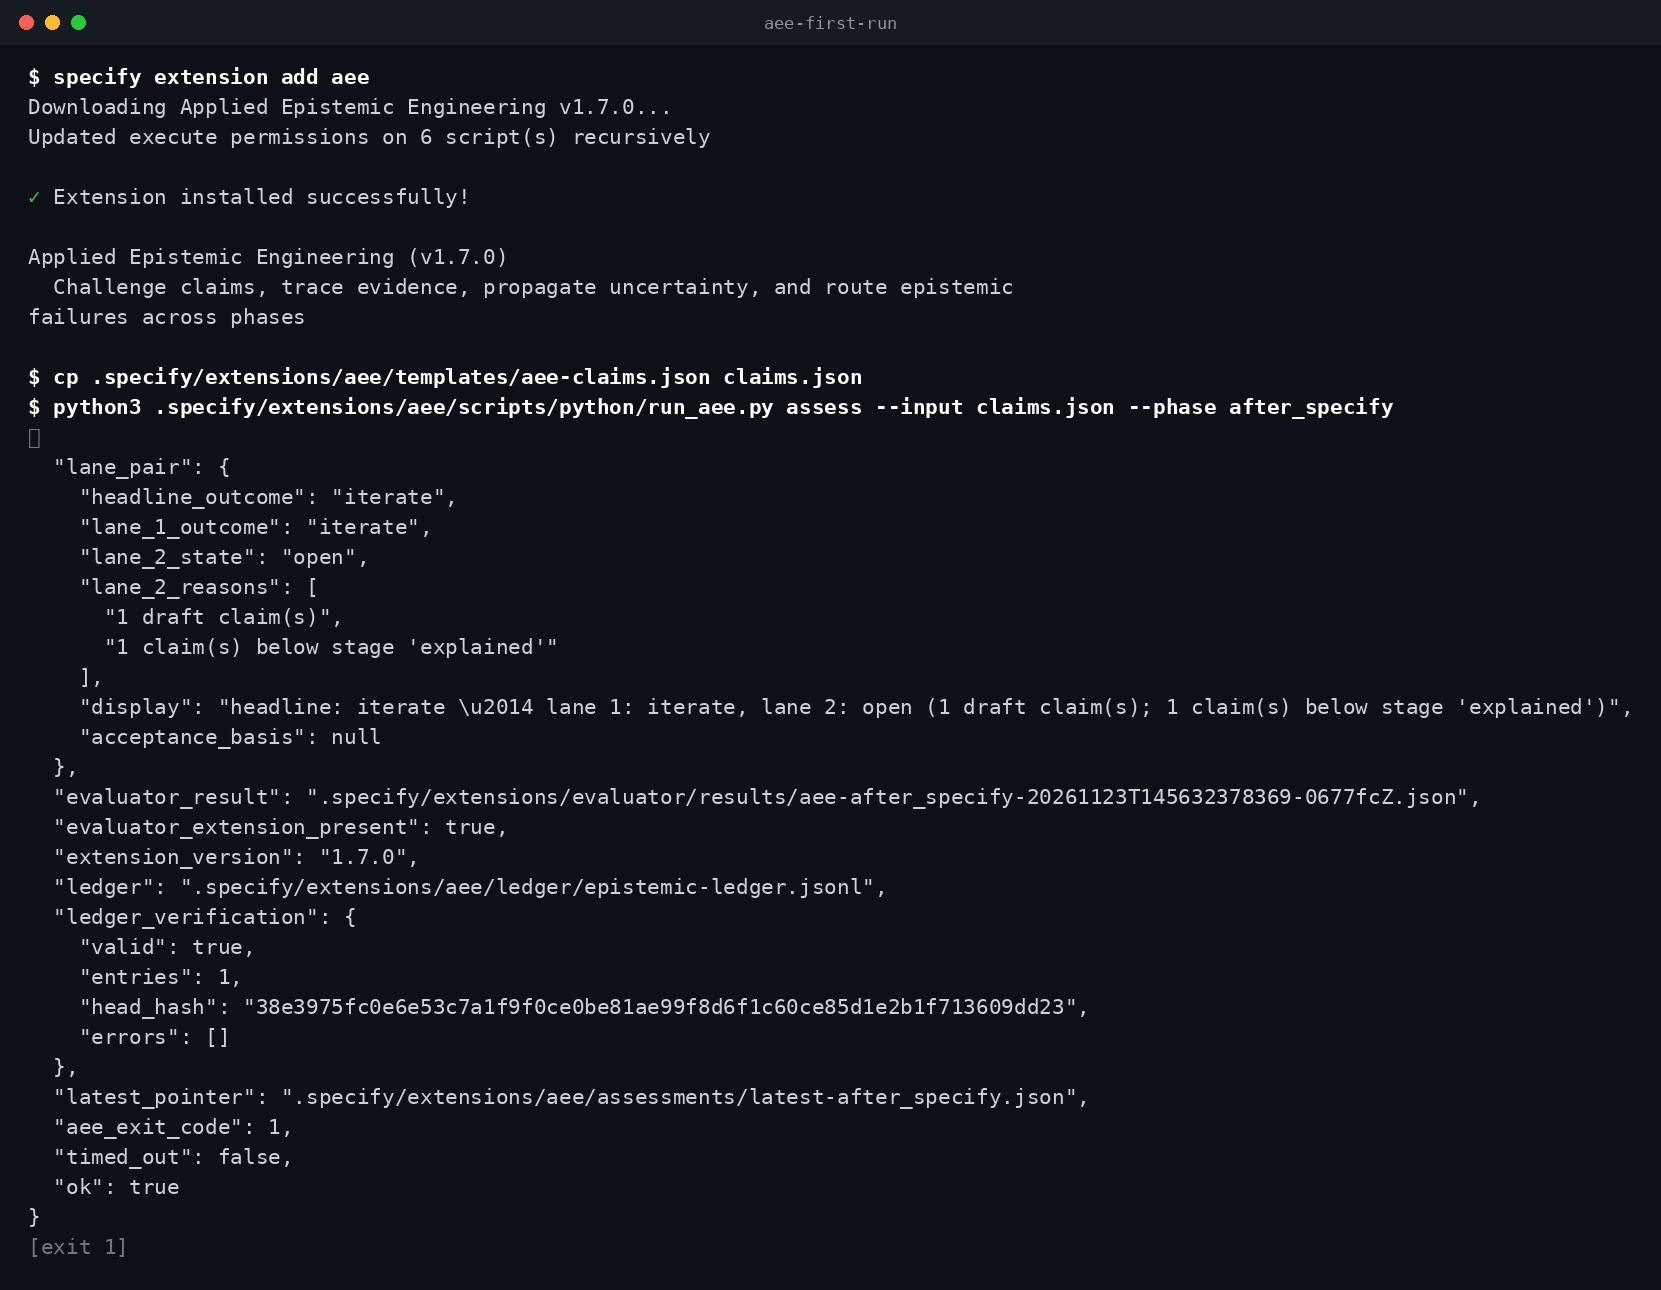 aee-first-run
$ specify extension add aee
Downloading Applied Epistemic Engineering v1.7.0...
Updated execute permissions on 6 script(s) recursively
✓ Extension installed successfully!
Applied Epistemic Engineering (v1.7.0)
  Challenge claims, trace evidence, propagate uncertainty, and route epistemic
failures across phases
$ cp .specify/extensions/aee/templates/aee-claims.json claims.json
$ python3 .specify/extensions/aee/scripts/python/run_aee.py assess --input claims.json --phase after_specify
  "lane_pair": {
    "headline_outcome": "iterate",
    "lane_1_outcome": "iterate",
    "lane_2_state": "open",
    "lane_2_reasons": [
      "1 draft claim(s)",
      "1 claim(s) below stage 'explained'"
    ],
    "display": "headline: iterate \u2014 lane 1: iterate, lane 2: open (1 draft claim(s); 1 claim(s) below stage 'explained')",
    "acceptance_basis": null
  },
  "evaluator_result": ".specify/extensions/evaluator/results/aee-after_specify-20261123T145632378369-0677fcZ.json",
  "evaluator_extension_present": true,
  "extension_version": "1.7.0",
  "ledger": ".specify/extensions/aee/ledger/epistemic-ledger.jsonl",
  "ledger_verification": {
    "valid": true,
    "entries": 1,
    "head_hash": "38e3975fc0e6e53c7a1f9f0ce0be81ae99f8d6f1c60ce85d1e2b1f713609dd23",
    "errors": []
  },
  "latest_pointer": ".specify/extensions/aee/assessments/latest-after_specify.json",
  "aee_exit_code": 1,
  "timed_out": false,
  "ok": true
}
[exit 1]